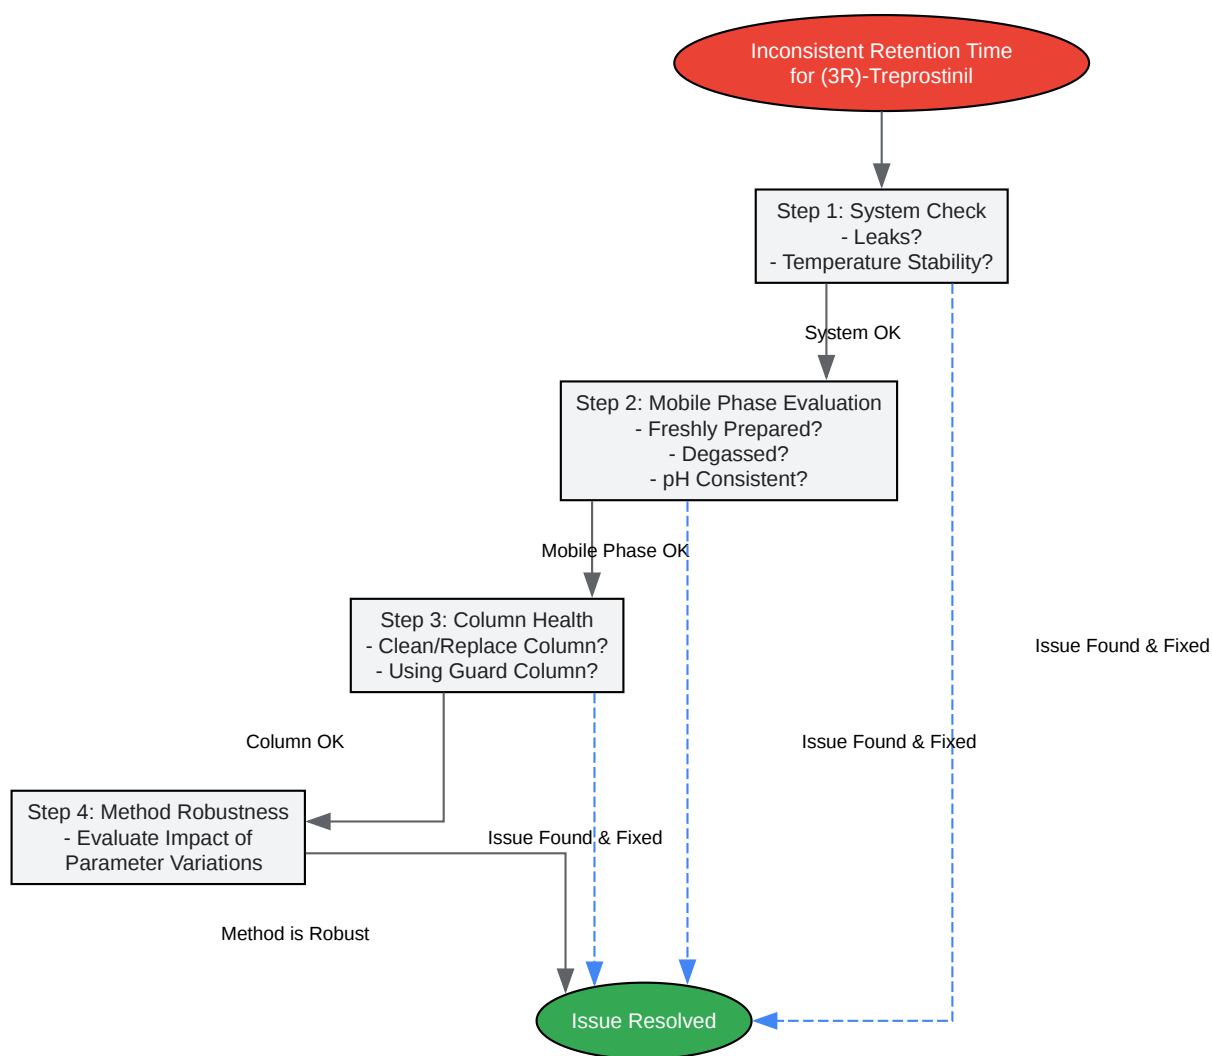 Inconsistent Retention Time
for (3R)-Treprostinil
Step 1: System Check
- Leaks?
- Temperature Stability?
System OK
Step 2: Mobile Phase Evaluation
- Freshly Prepared?
- Degassed?
- pH Consistent?
Mobile Phase OK
Step 3: Column Health
- Clean/Replace Column?
- Using Guard Column?
Issue Found & Fixed
Column OK
Issue Found & Fixed
Step 4: Method Robustness
- Evaluate Impact of
Parameter Variations
Issue Found & Fixed
Method is Robust
Issue Resolved